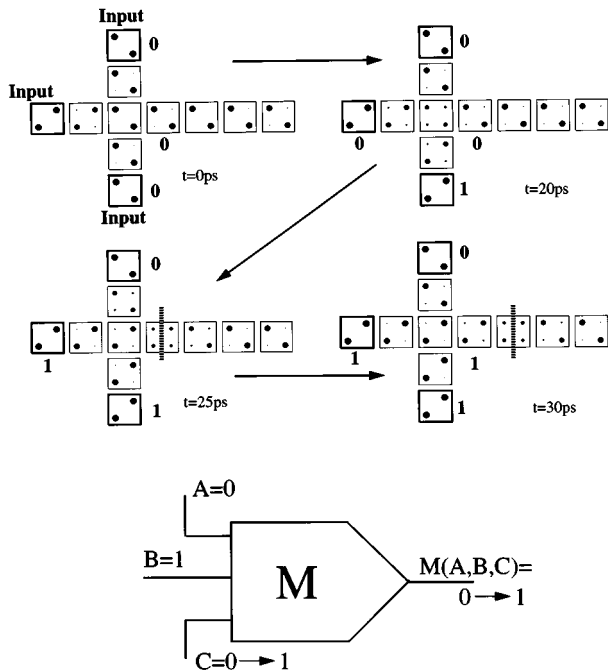 Input
0
0
Input
0
t=0ps
0
Input
0
0
1
t=20ps
0
0
1
1
t=25ps
1
1
1
t=30ps
A=0
B=1
M
M(A,B,C)=
0→1
C=0→1